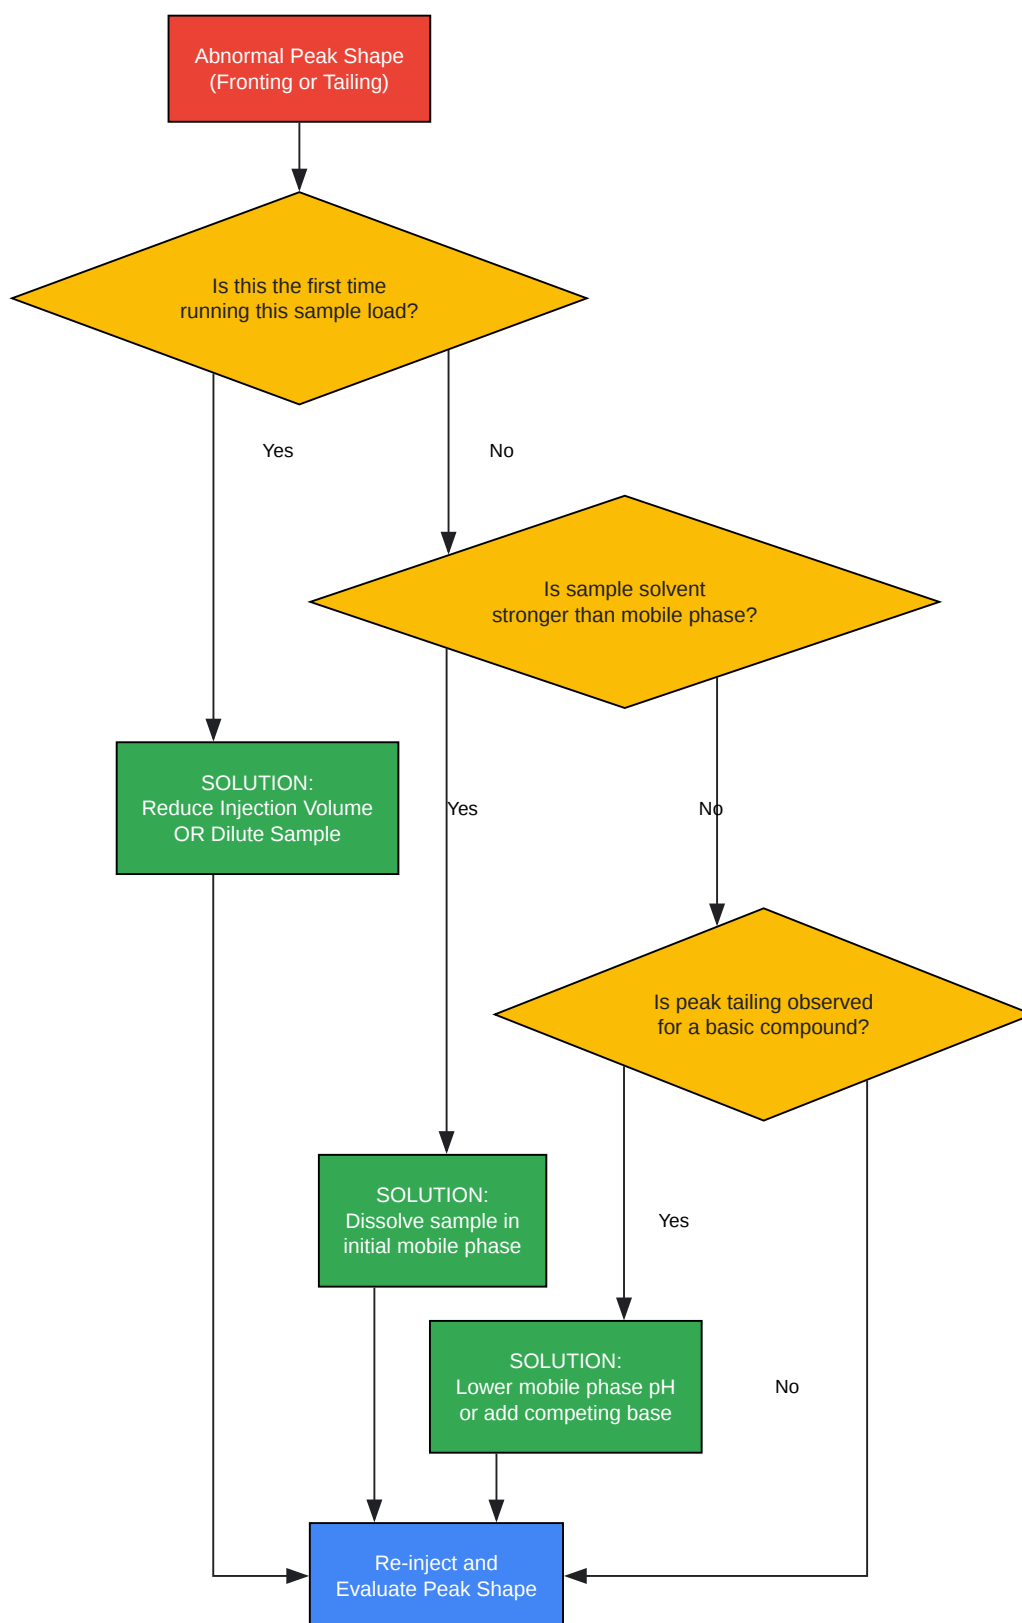 Abnormal Peak Shape
(Fronting or Tailing)
Is this the first time
running this sample load?
Yes
No
Is sample solvent
stronger than mobile phase?
SOLUTION:
Reduce Injection Volume
OR Dilute Sample
Yes
No
Is peak tailing observed
for a basic compound?
SOLUTION:
Dissolve sample in
initial mobile phase
Yes
SOLUTION:
Lower mobile phase pH
or add competing base
No
Re-inject and
Evaluate Peak Shape